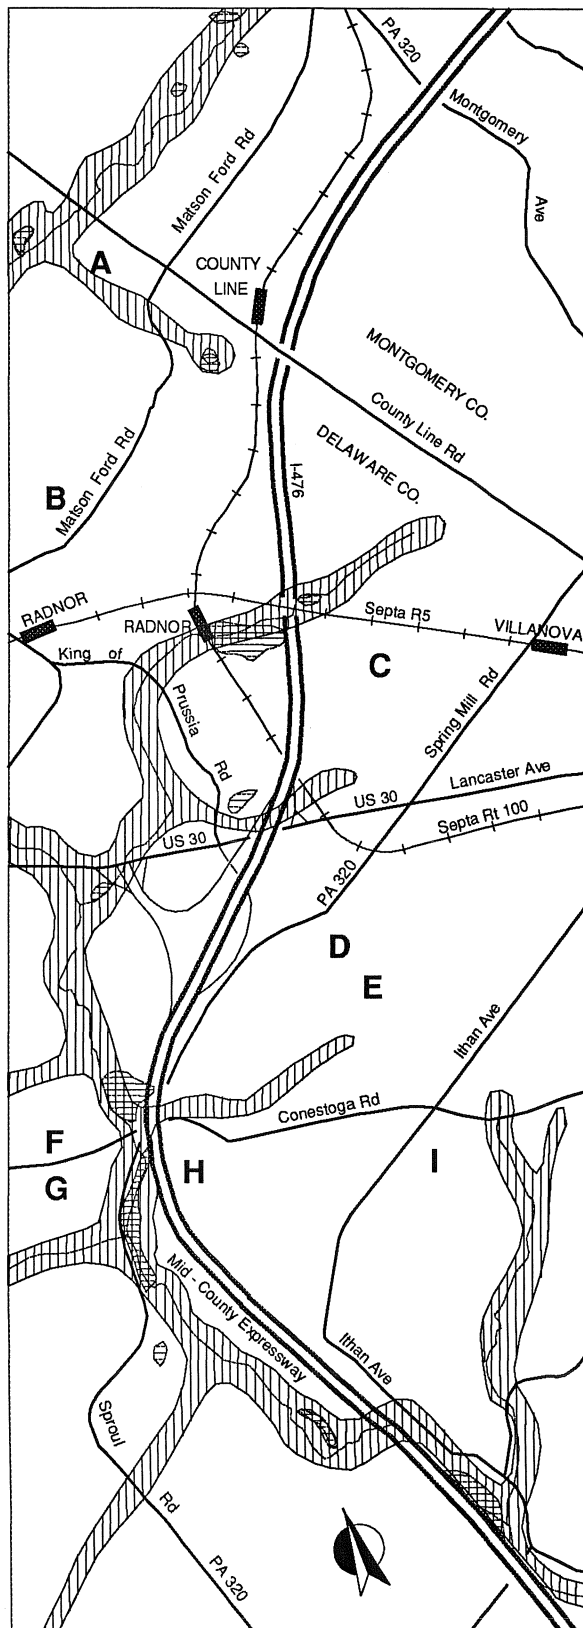 PA 320
Montgomery
Ave
Matson Ford Rd
A
COUNTY
LINE
MONTGOMERY CO.
County Line Rd
DELAWARE CO.
I-476
Matson Ford Rd
B
RADNOR
RADNOR
Septa R5
VILLANOVA
King of
Prussia
Rd
C
Spring Mill Rd
Lancaster Ave
US 30
US 30
Septa Rt 100
PA 320
D
E
Ithan Ave
Conestoga Rd
F
G
H
I
Mid - County Expressway
Ithan Ave
Sproul
Rd
PA 320